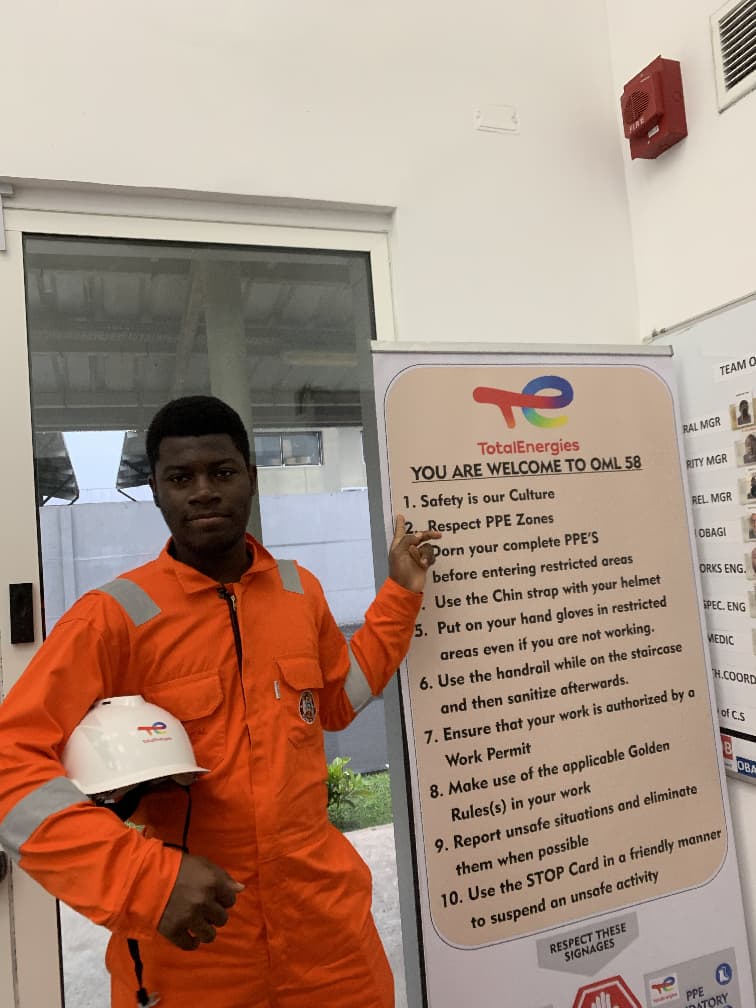 FIRE
TotalEnergies
YOU ARE WELCOME TO OML 58
1. Safety is our Culture
2. Respect PPE Zones
Dorn your complete PPE'S
before entering restricted areas
Use the Chin strap with your helmet
5. Put on your hand gloves in restricted
areas even if you are not working.
6. Use the handrail while on the staircase
and then sanitize afterwards.
7. Ensure that your work is authorized by a
Work Permit
8. Make use of the applicable Golden
Rules(s) in your work
9. Report unsafe situations and eliminate
them when possible
10. Use the STOP Card in a friendly manner
to suspend an unsafe activity
RESPECT THESE
SIGNAGES
TotalEnergies
PPE
TEAM
MGR
MGR
REL. MGR
OBAGI
ENG.
ENG
MEDIC
of C.S